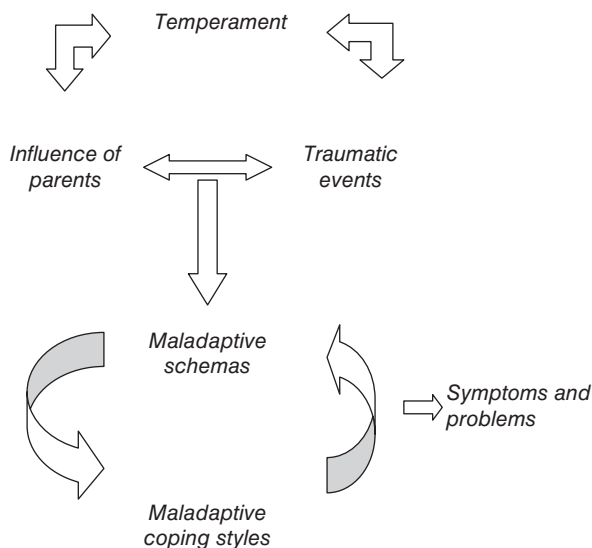 Temperament
Influence of
parents
Traumatic
events
Maladaptive
schemas
Symptoms and
problems
Maladaptive
coping styles